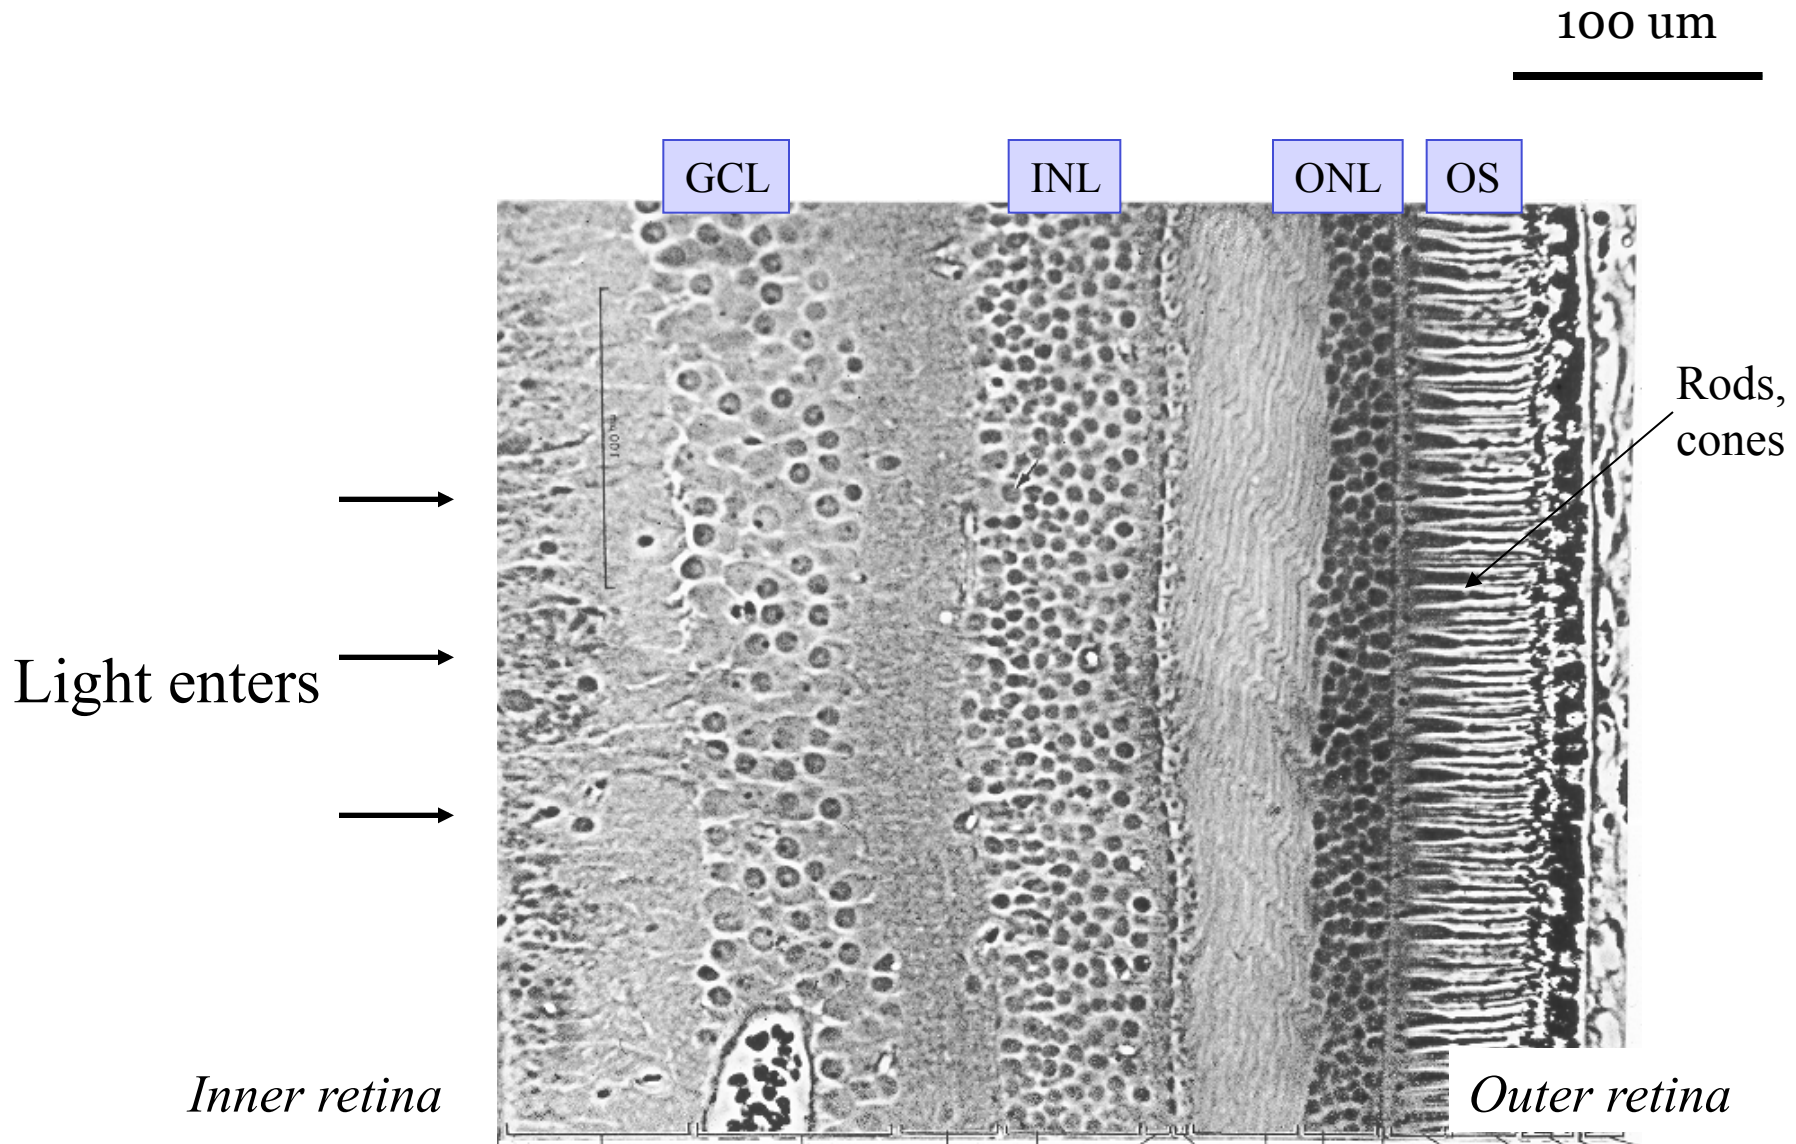 100 um
GCL
INL
ONL
OS
Rods,
cones
Light enters
Inner retina
Outer retina